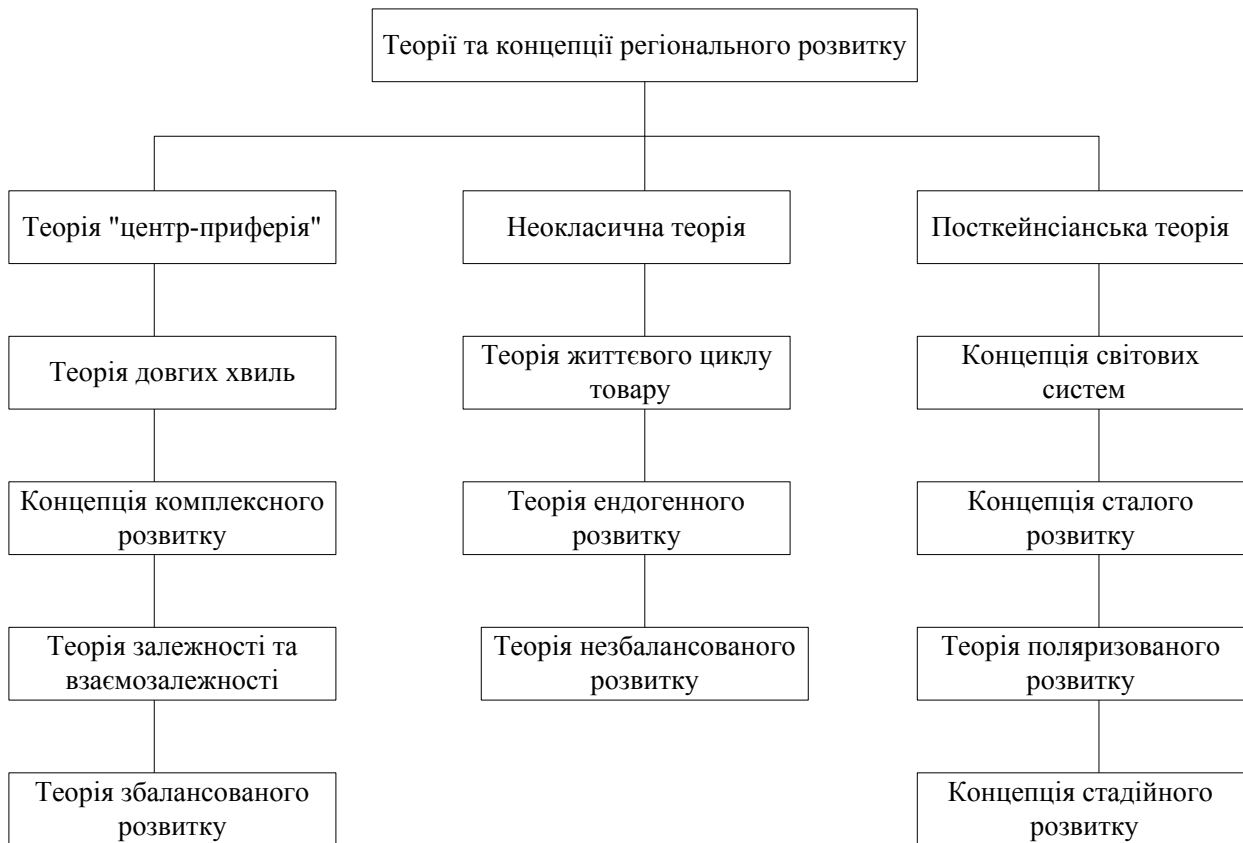 Теорії та концепції регіонального розвитку
Теорія "центр-приферія"
Неокласична теорія
Посткейнсіанська теорія
Теорія довгих хвиль
Теорія життєвого циклу
товару
Концепція світових
систем
Концепція комплексного
розвитку
Теорія ендогенного
розвитку
Концепція сталого
розвитку
Теорія залежності та
взаємозалежності
Теорія незбалансованого
розвитку
Теорія поляризованого
розвитку
Теорія збалансованого
розвитку
Концепція стадійного
розвитку